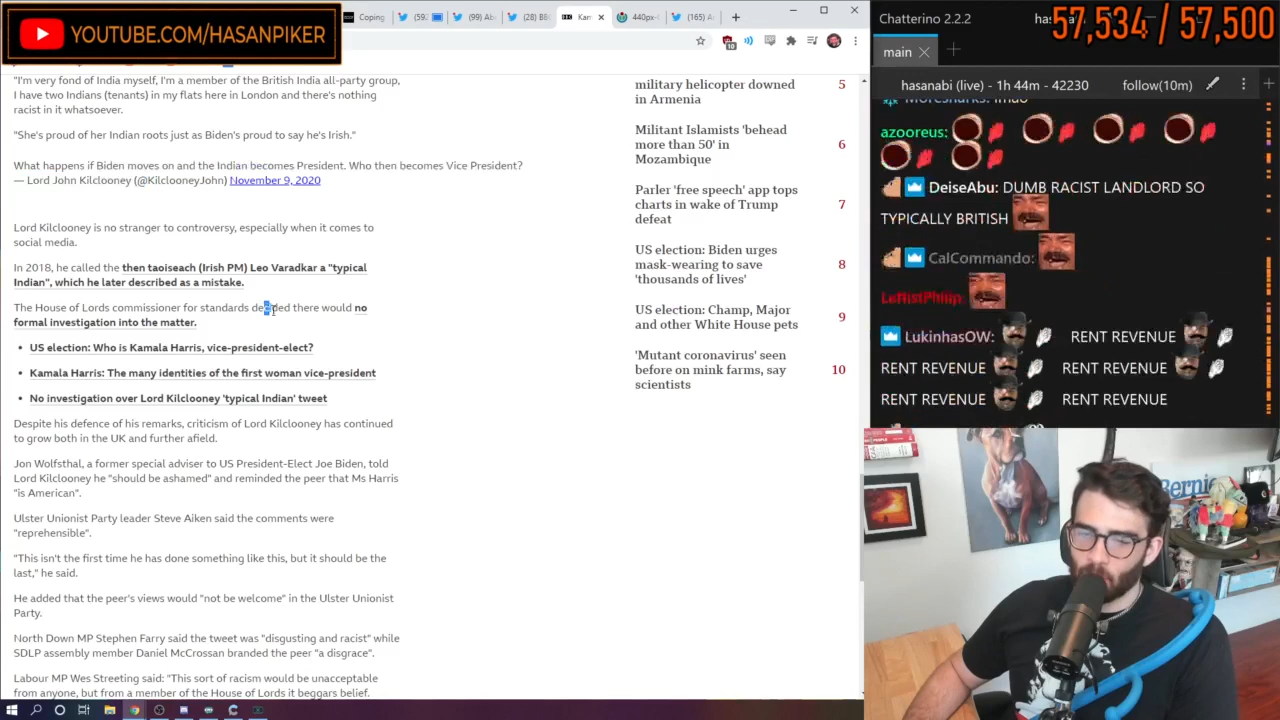 YOUTUBE.COM/HASANPIKER
Coping
(99) Ab
(28) BB
Kam
440px-
(165) A
57,534 / 57,500
Chatterino 2.2.2
main
hasanabi (live) - 1h 44m - 42230
follow(10m)
"I'm very fond of India myself, I'm a member of the British India all-party group,
I have two Indians (tenants) in my flats here in London and there's nothing
racist in it whatsoever.
"She's proud of her Indian roots just as Biden's proud to say he's Irish."
What happens if Biden moves on and the Indian becomes President. Who then becomes Vice President?
— Lord John Kilclooney (@KilclooneyJohn) November 9, 2020
Lord Kilclooney is no stranger to controversy, especially when it comes to
social media.
In 2018, he called the then taoiseach (Irish PM) Leo Varadkar a "typical
Indian", which he later described as a mistake.
The House of Lords commissioner for standards decided there would no
formal investigation into the matter.
• US election: Who is Kamala Harris, vice-president-elect?
• Kamala Harris: The many identities of the first woman vice-president
• No investigation over Lord Kilclooney 'typical Indian' tweet
Despite his defence of his remarks, criticism of Lord Kilclooney has continued
to grow both in the UK and further afield.
Jon Wolfsthal, a former special adviser to US President-Elect Joe Biden, told
Lord Kilclooney he "should be ashamed" and reminded the peer that Ms Harris
"is American".
Ulster Unionist Party leader Steve Aiken said the comments were
"reprehensible".
"This isn't the first time he has done something like this, but it should be the
last," he said.
He added that the peer's views would "not be welcome" in the Ulster Unionist
Party.
North Down MP Stephen Farry said the tweet was "disgusting and racist" while
SDLP assembly member Daniel McCrossan branded the peer "a disgrace".
Labour MP Wes Streeting said: "This sort of racism would be unacceptable
from anyone, but from a member of the House of Lords it beggars belief.
military helicopter downed
in Armenia
5
Militant Islamists 'behead
more than 50' in
Mozambique
6
Parler 'free speech' app tops
charts in wake of Trump
defeat
7
US election: Biden urges
mask-wearing to save
'thousands of lives'
8
US election: Champ, Major
and other White House pets
9
'Mutant coronavirus' seen
before on mink farms, say
scientists
10
azooreus:
DeiseAbu: DUMB RACIST LANDLORD SO
TYPICALLY BRITISH
CalCommando:
LeftistPhilip:
LukinhasOW: RENT REVENUE
RENT REVENUE RENT REVENUE
RENT REVENUE RENT REVENUE
Bernie